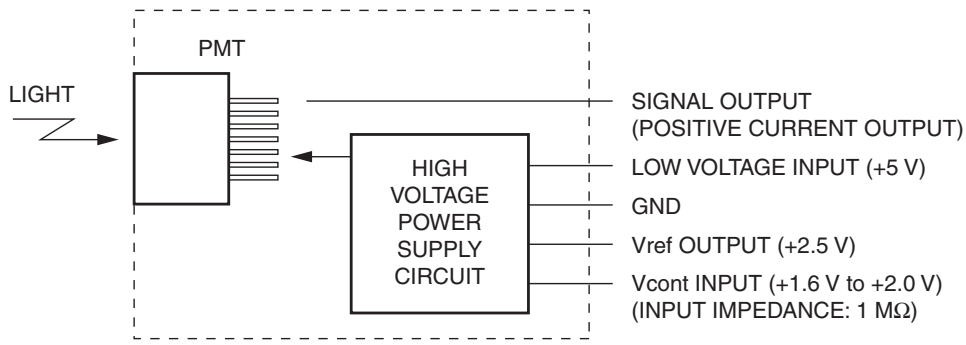 PMT
LIGHT
SIGNAL OUTPUT
(POSITIVE CURRENT OUTPUT)
HIGH
VOLTAGE
POWER
SUPPLY
CIRCUIT
LOW VOLTAGE INPUT (+5 V)
GND
Vref OUTPUT (+2.5 V)
Vcont INPUT (+1.6 V to +2.0 V)
(INPUT IMPEDANCE: 1 MΩ)